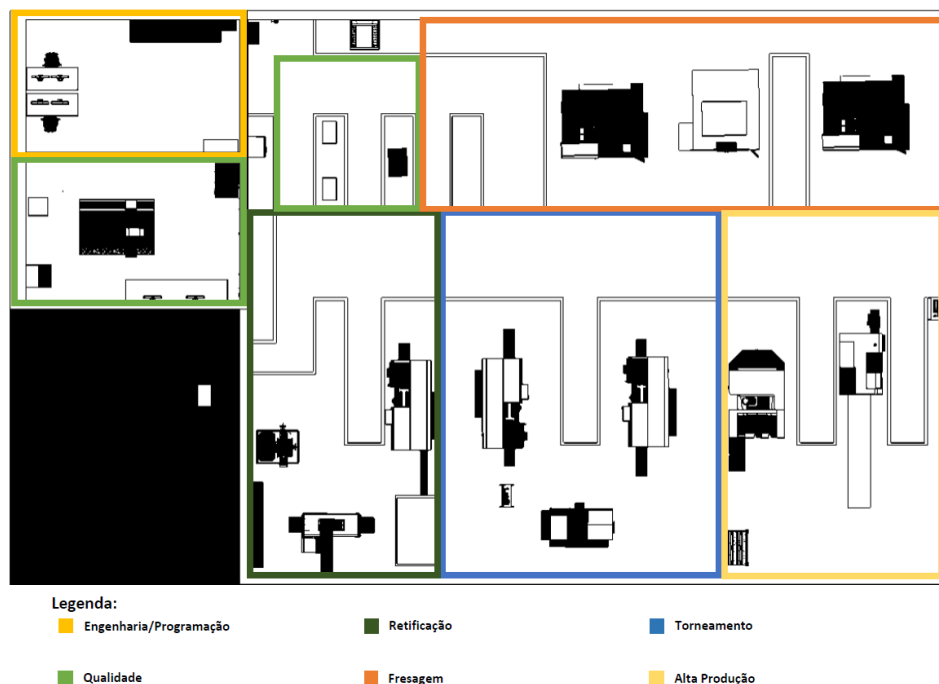 Legenda:
Engenharia/Programação
Retificação
Torneamento
Qualidade
Fresagem
Alta Produção